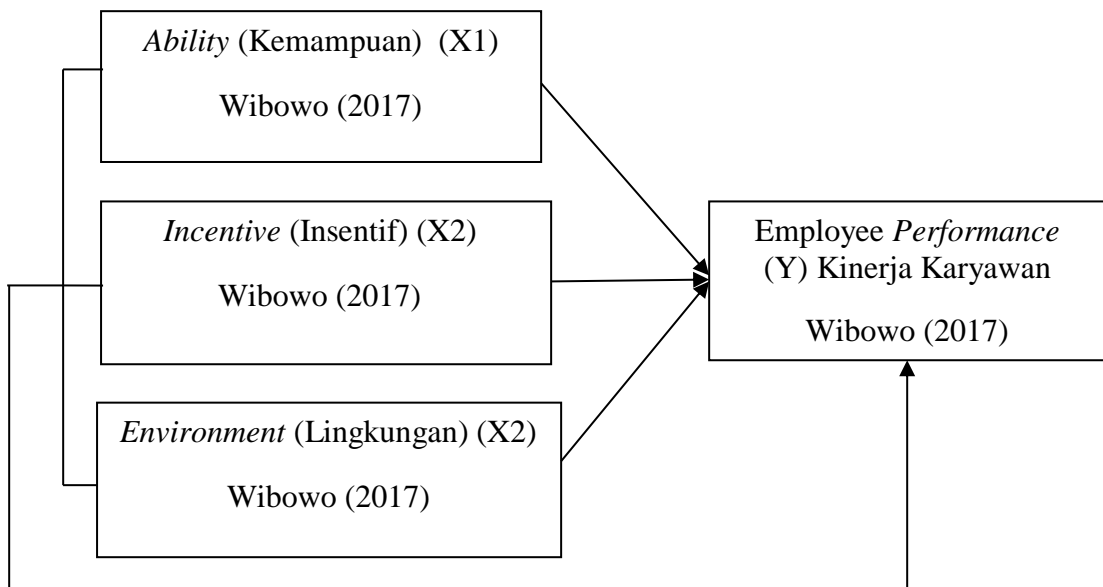 Ability (Kemampuan) (X1)
Wibowo (2017)
Incentive (Insentif) (X2)
Wibowo (2017)
Environment (Lingkungan) (X2)
Wibowo (2017)
Employee Performance
(Y) Kinerja Karyawan
Wibowo (2017)